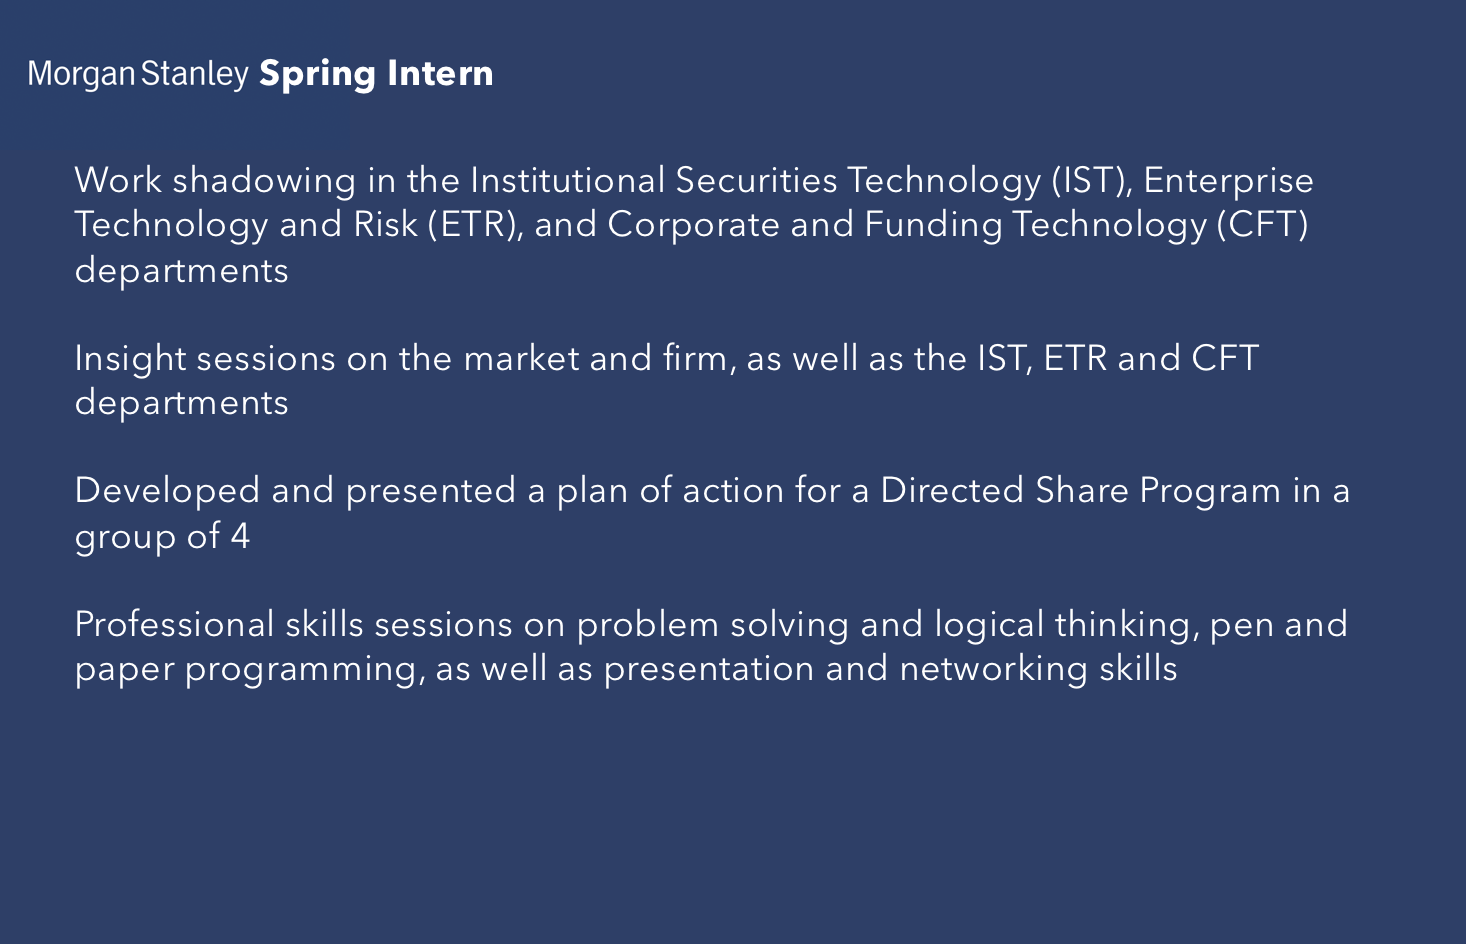 Morgan Stanley Spring Intern
Work shadowing in the Institutional Securities Technology (IST), Enterprise
Technology and Risk (ETR), and Corporate and Funding Technology (CFT)
departments
Insight sessions on the market and firm, as well as the IST, ETR and CFT
departments
Developed and presented a plan of action for a Directed Share Program in a
group of 4
Professional skills sessions on problem solving and logical thinking, pen and
paper programming, as well as presentation and networking skills